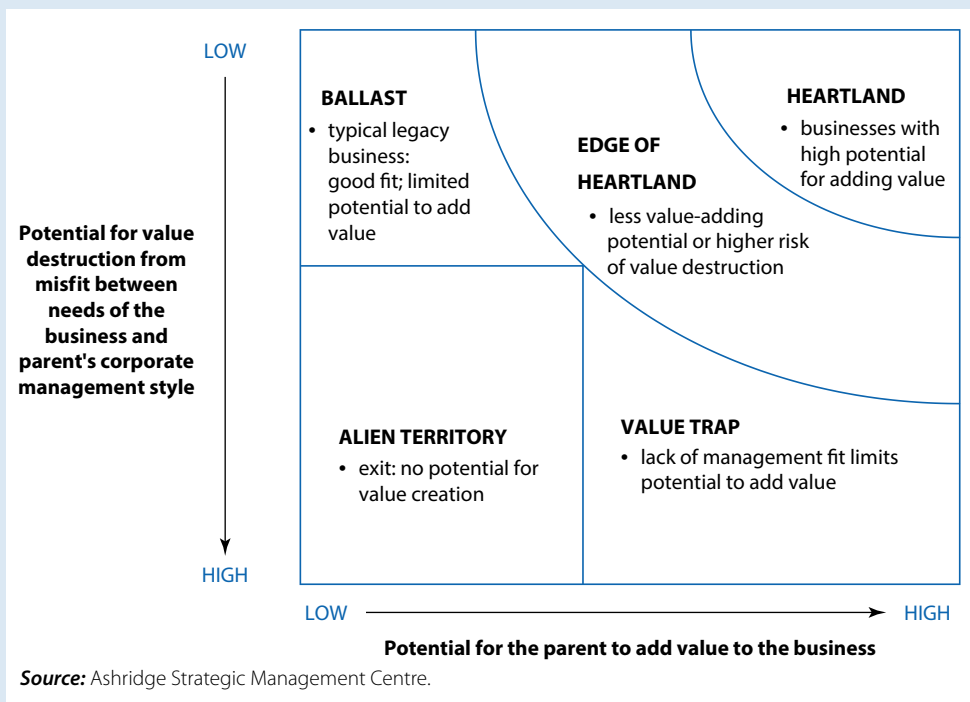 LOW
Potential for value
destruction from
misfit between
needs of the
business and
parent's corporate
management style
HIGH
BALLAST
• typical legacy
business:
good fit; limited
potential to add
value
EDGE OF
HEARTLAND
• less value-adding
potential or higher risk
of value destruction
HEARTLAND
• businesses with
high potential
for adding value
ALIEN TERRITORY
• exit: no potential for
value creation
VALUE TRAP
• lack of management fit limits
potential to add value
LOW
HIGH
Potential for the parent to add value to the business
Source: Ashridge Strategic Management Centre.